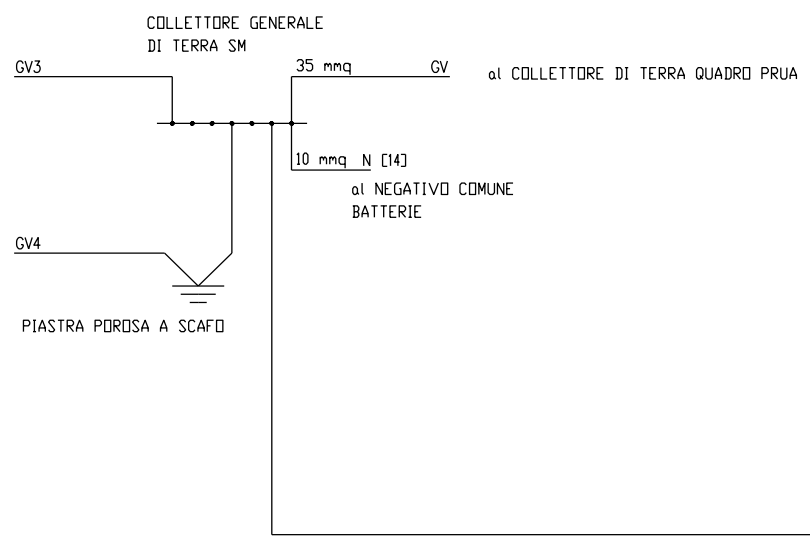 COLLETTORE GENERALE
DI TERRA SM
GV3
35 mmq GV
al COLLETTORE DI TERRA QUADRO PRUA
10 mmq N [14]
al NEGATIVO COMUNE
BATTERIE
GV4
PIASTRA POROSA A SCAFO